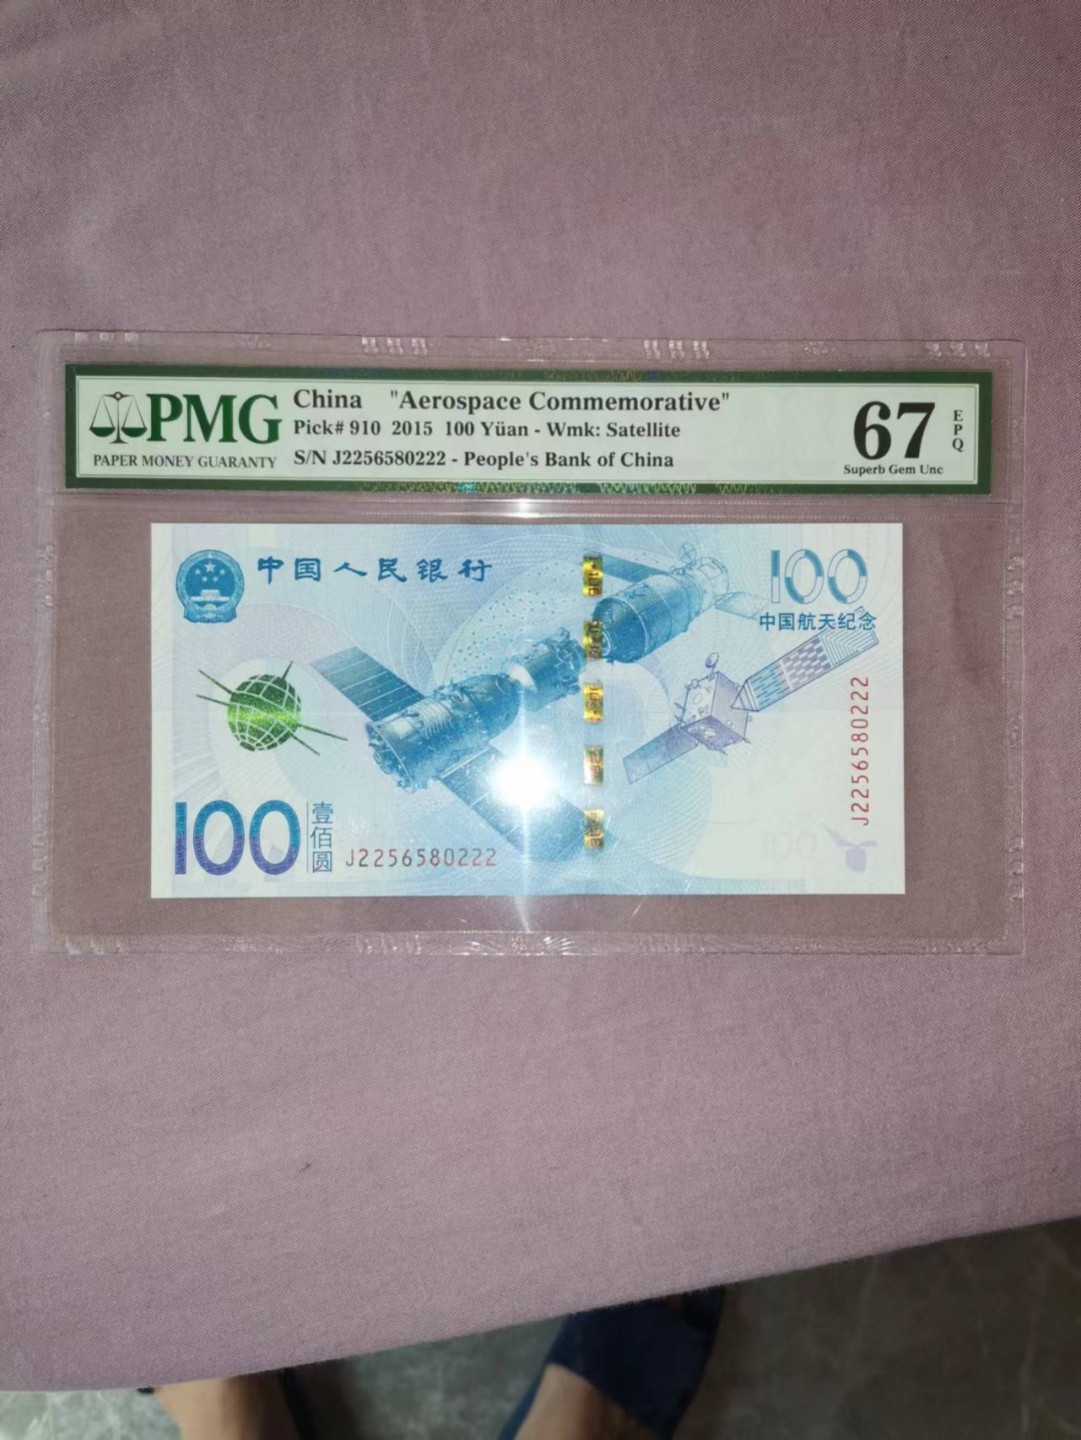 PMG
PAPER MONEY GUARANTY
China "Aerospace Commemorative"
Pick# 910 2015 100 Yüan - Wmk: Satellite
S/N J2256580222 - People's Bank of China
67
EPQ
Superb Gem Unc
中国人民银行
100
中国航天纪念
J2256580222
100
壹佰圆
J2256580222